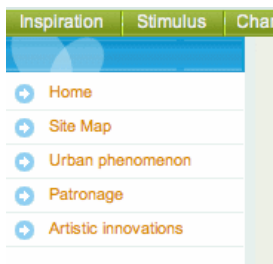 Inspiration Stimulus
Home
Site Map
Urban phenomenon
Patronage
Artistic innovations